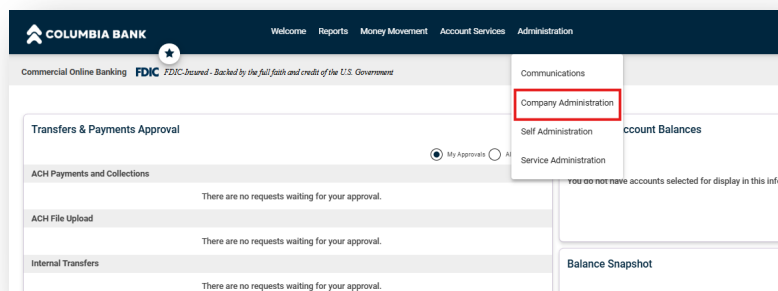 COLUMBIA BANK
Welcome Reports Money Movement Account Services Administration
Commercial Online Banking FDIC FDIC-Insured - Backed by the full faith and credit of the U.S. Government
Communications
Company Administration
Self Administration
Service Administration
Transfers & Payments Approval
My Approvals
ACH Payments and Collections
There are no requests waiting for your approval.
ACH File Upload
There are no requests waiting for your approval.
Internal Transfers
There are no requests waiting for your approval.
ccount Balances
You do not have accounts selected for display in this inf
Balance Snapshot